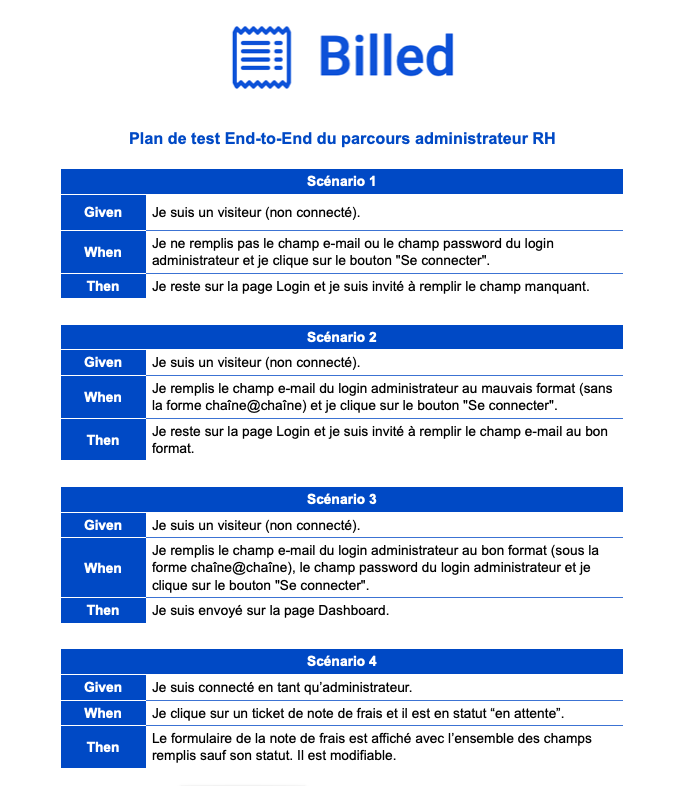 Billed
Plan de test End-to-End du parcours administrateur RH
Scénario 1
Given
Je suis un visiteur (non connecté).
When
Je ne remplis pas le champ e-mail ou le champ password du login
administrateur et je clique sur le bouton "Se connecter".
Then
Je reste sur la page Login et je suis invité à remplir le champ manquant.
Scénario 2
Given
Je suis un visiteur (non connecté).
When
Je remplis le champ e-mail du login administrateur au mauvais format (sans
la forme chaîne@chaîne) et je clique sur le bouton "Se connecter".
Then
Je reste sur la page Login et je suis invité à remplir le champ e-mail au bon
format.
Scénario 3
Given
Je suis un visiteur (non connecté).
When
Je remplis le champ e-mail du login administrateur au bon format (sous la
forme chaîne@chaîne), le champ password du login administrateur et je
clique sur le bouton "Se connecter".
Then
Je suis envoyé sur la page Dashboard.
Scénario 4
Given
Je suis connecté en tant qu’administrateur.
When
Je clique sur un ticket de note de frais et il est en statut “en attente”.
Then
Le formulaire de la note de frais est affiché avec l’ensemble des champs
remplis sauf son statut. Il est modifiable.